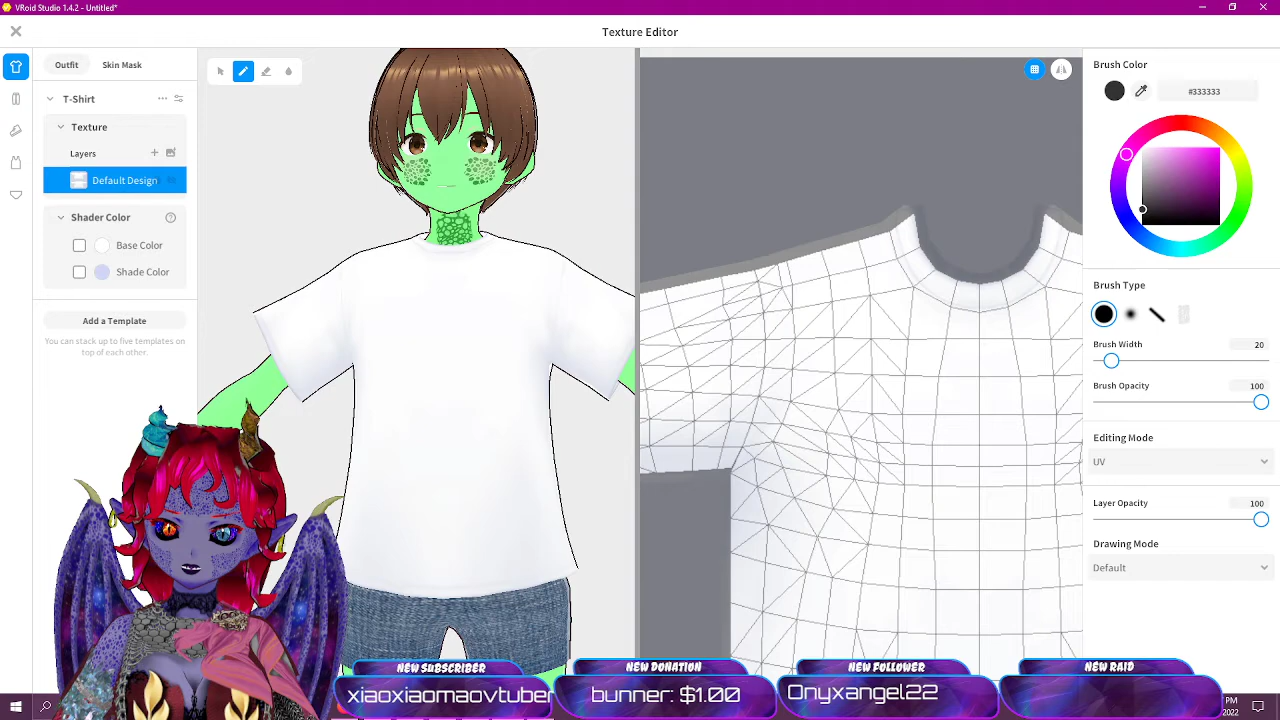 VRoid Studio 1.4.2 - Untitled*
Texture Editor
Outfit
Skin Mask
T-Shirt
Texture
Layers
Default Design
Shader Color
Base Color
Shade Color
Add a Template
You can stack up to five templates on
top of each other.
Brush Color
#333333
Brush Type
Brush Width
20
Brush Opacity
100
Editing Mode
UV
Layer Opacity
100
Drawing Mode
Default
NEW SUBSCRIBER
xiaoxiaomaovtuber
NEW DONATION
bunner: $1.00
NEW FOLLOWER
Onyxangel22
NEW RAID
PM
2023